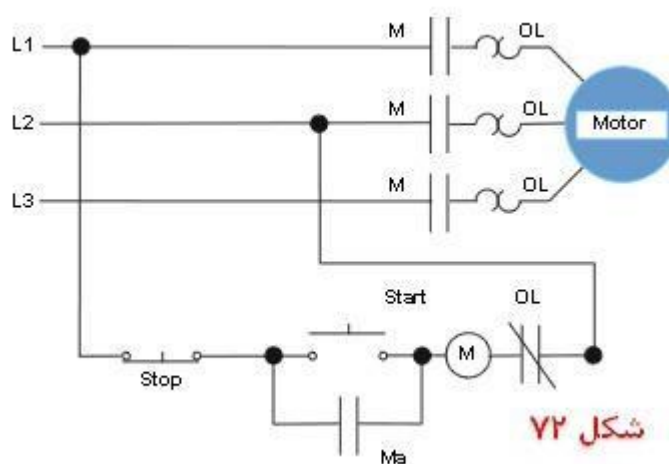 M OL
L1
M OL
L2
Motor
M OL
L3
Start OL
M
Stop
Ma
شکل ۷۲